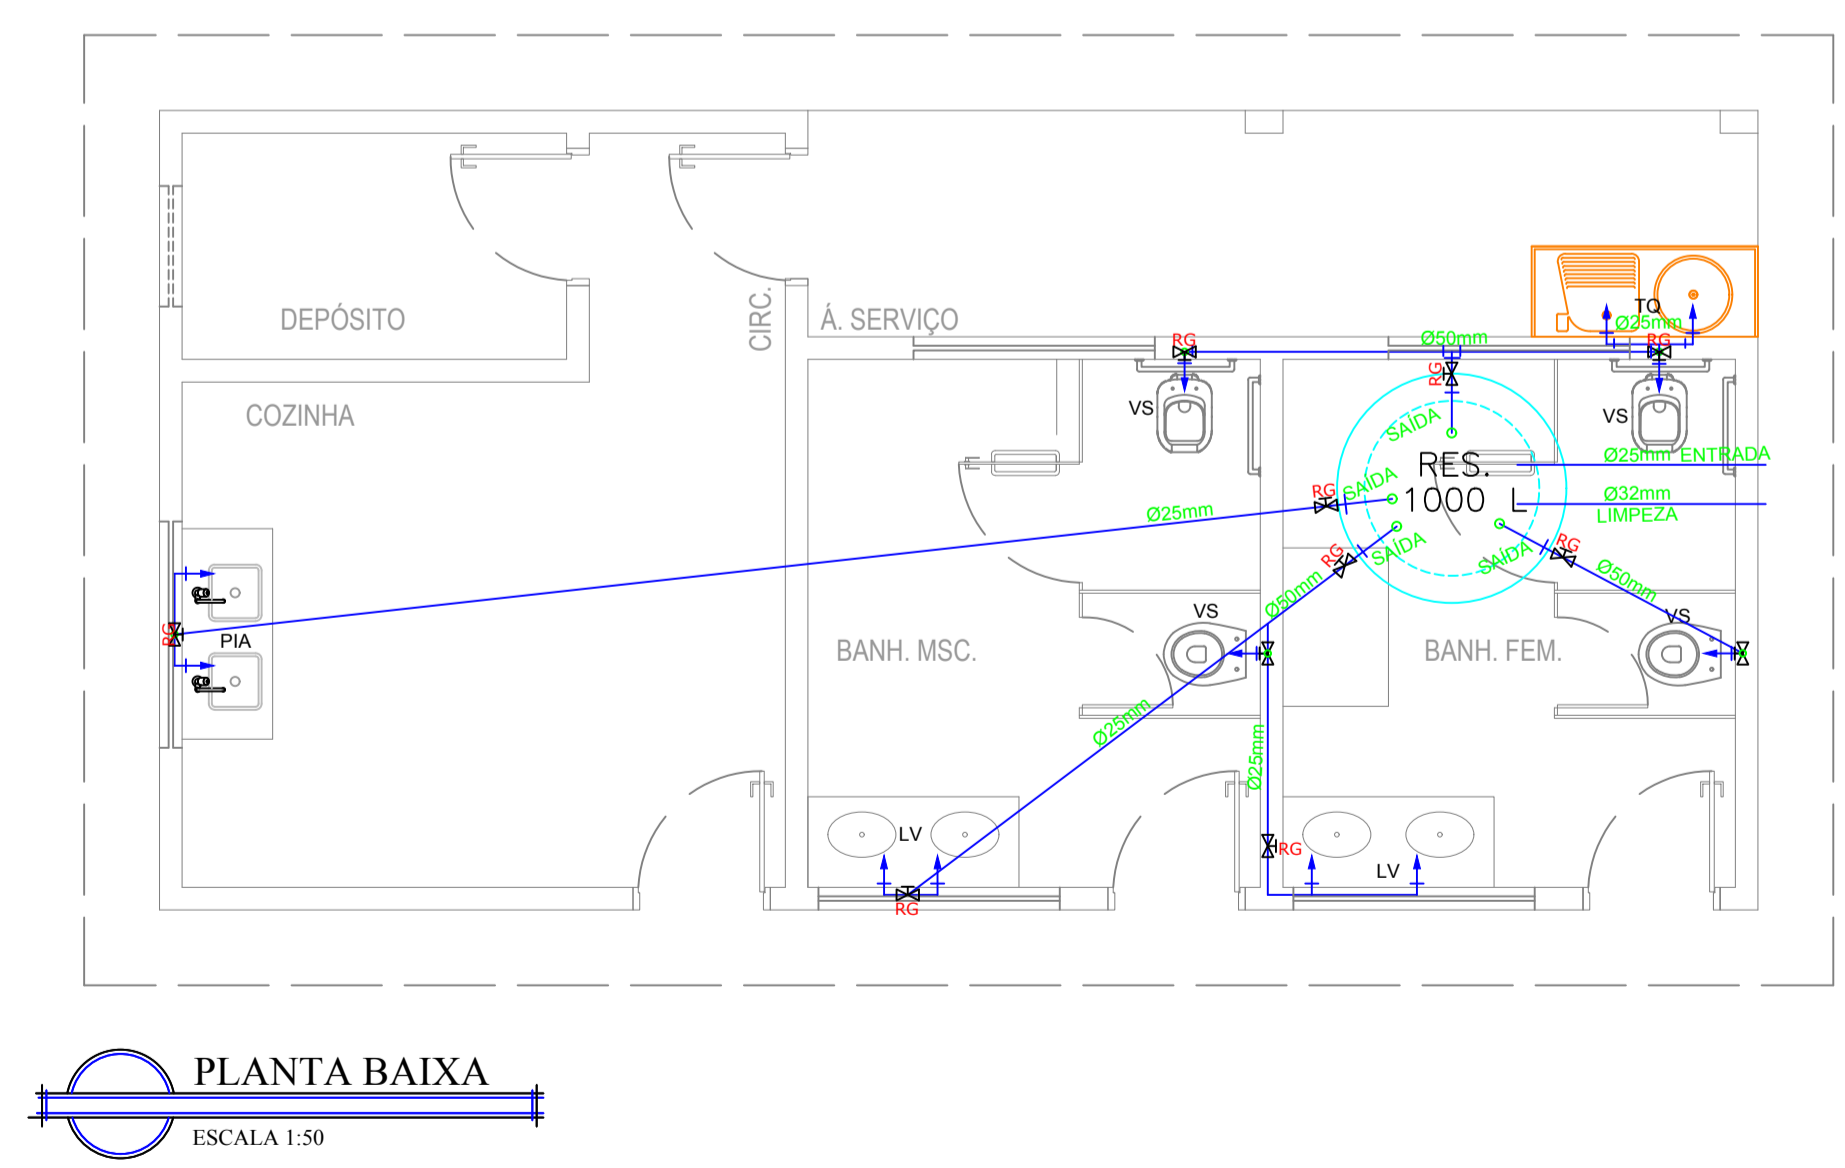 DEPÓSITO
CIRC.
Á. SERVIÇO
TQ
Ø25mm
RG
Ø50mm
RG
RG
COZINHA
VS
VS
SAÍDA
RES.
1000 L
Ø25mm ENTRADA
Ø32mm
LIMPEZA
RG
SAÍDA
Ø25mm
RG
SAÍDA
SAÍDA
RG
Ø50mm
Ø50mm
RG
PIA
VS
VS
BANH. MSC.
BANH. FEM.
Ø25mm
Ø25mm
LV
RG
LV
RG
PLANTA BAIXA
ESCALA 1:50